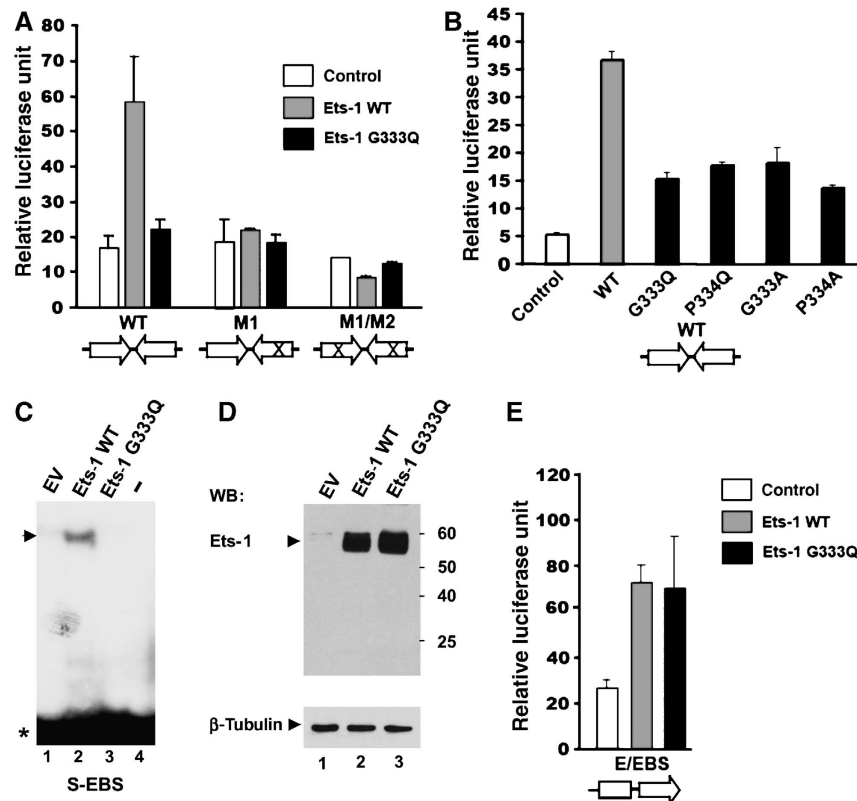 A
Relative luciferase unit
80
70
60
50
40
30
20
10
0
Control
Ets-1 WT
Ets-1 G333Q
WT
M1
M1/M2
B
Relative luciferase unit
40
35
30
25
20
15
10
5
0
Control
WT
G333Q
P334Q
G333A
P334A
WT
C
EV
Ets-1 WT
Ets-1 G333Q
–
*
1 2 3 4
S-EBS
D
WB:
EV
Ets-1 WT
Ets-1 G333Q
Ets-1
60
50
40
25
β-Tubulin
1 2 3
E
Relative luciferase unit
120
100
80
60
40
20
0
Control
Ets-1 WT
Ets-1 G333Q
E/EBS